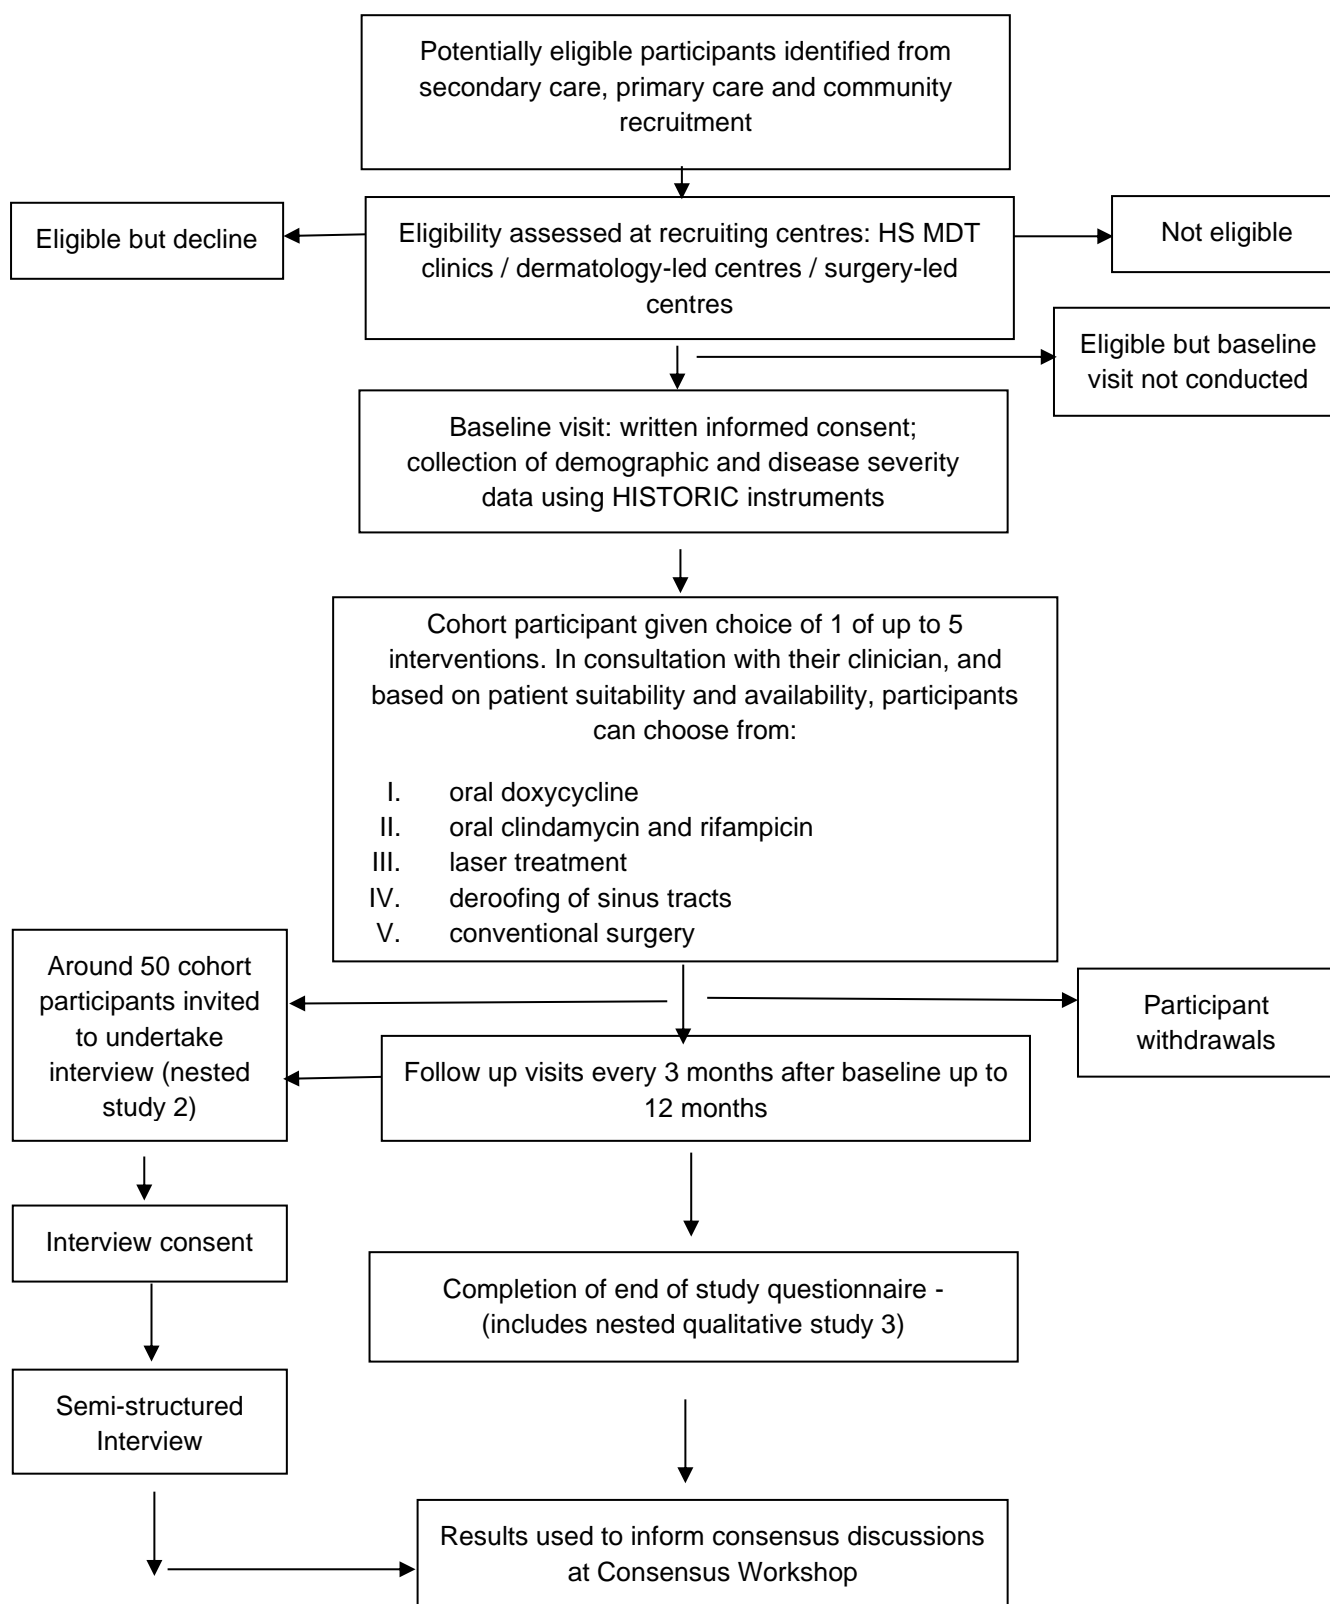 Potentially eligible participants identified from
secondary care, primary care and community
recruitment
Eligible but decline
Eligibility assessed at recruiting centres: HS MDT
clinics / dermatology-led centres / surgery-led
centres
Not eligible
Eligible but baseline
visit not conducted
Baseline visit: written informed consent;
collection of demographic and disease severity
data using HISTORIC instruments
Cohort participant given choice of 1 of up to 5
interventions. In consultation with their clinician, and
based on patient suitability and availability, participants
can choose from:
I. oral doxycycline
II. oral clindamycin and rifampicin
III. laser treatment
IV. deroofing of sinus tracts
V. conventional surgery
Around 50 cohort
participants invited
to undertake
interview (nested
study 2)
Participant
withdrawals
Follow up visits every 3 months after baseline up to
12 months
Interview consent
Completion of end of study questionnaire -
(includes nested qualitative study 3)
Semi-structured
Interview
Results used to inform consensus discussions
at Consensus Workshop